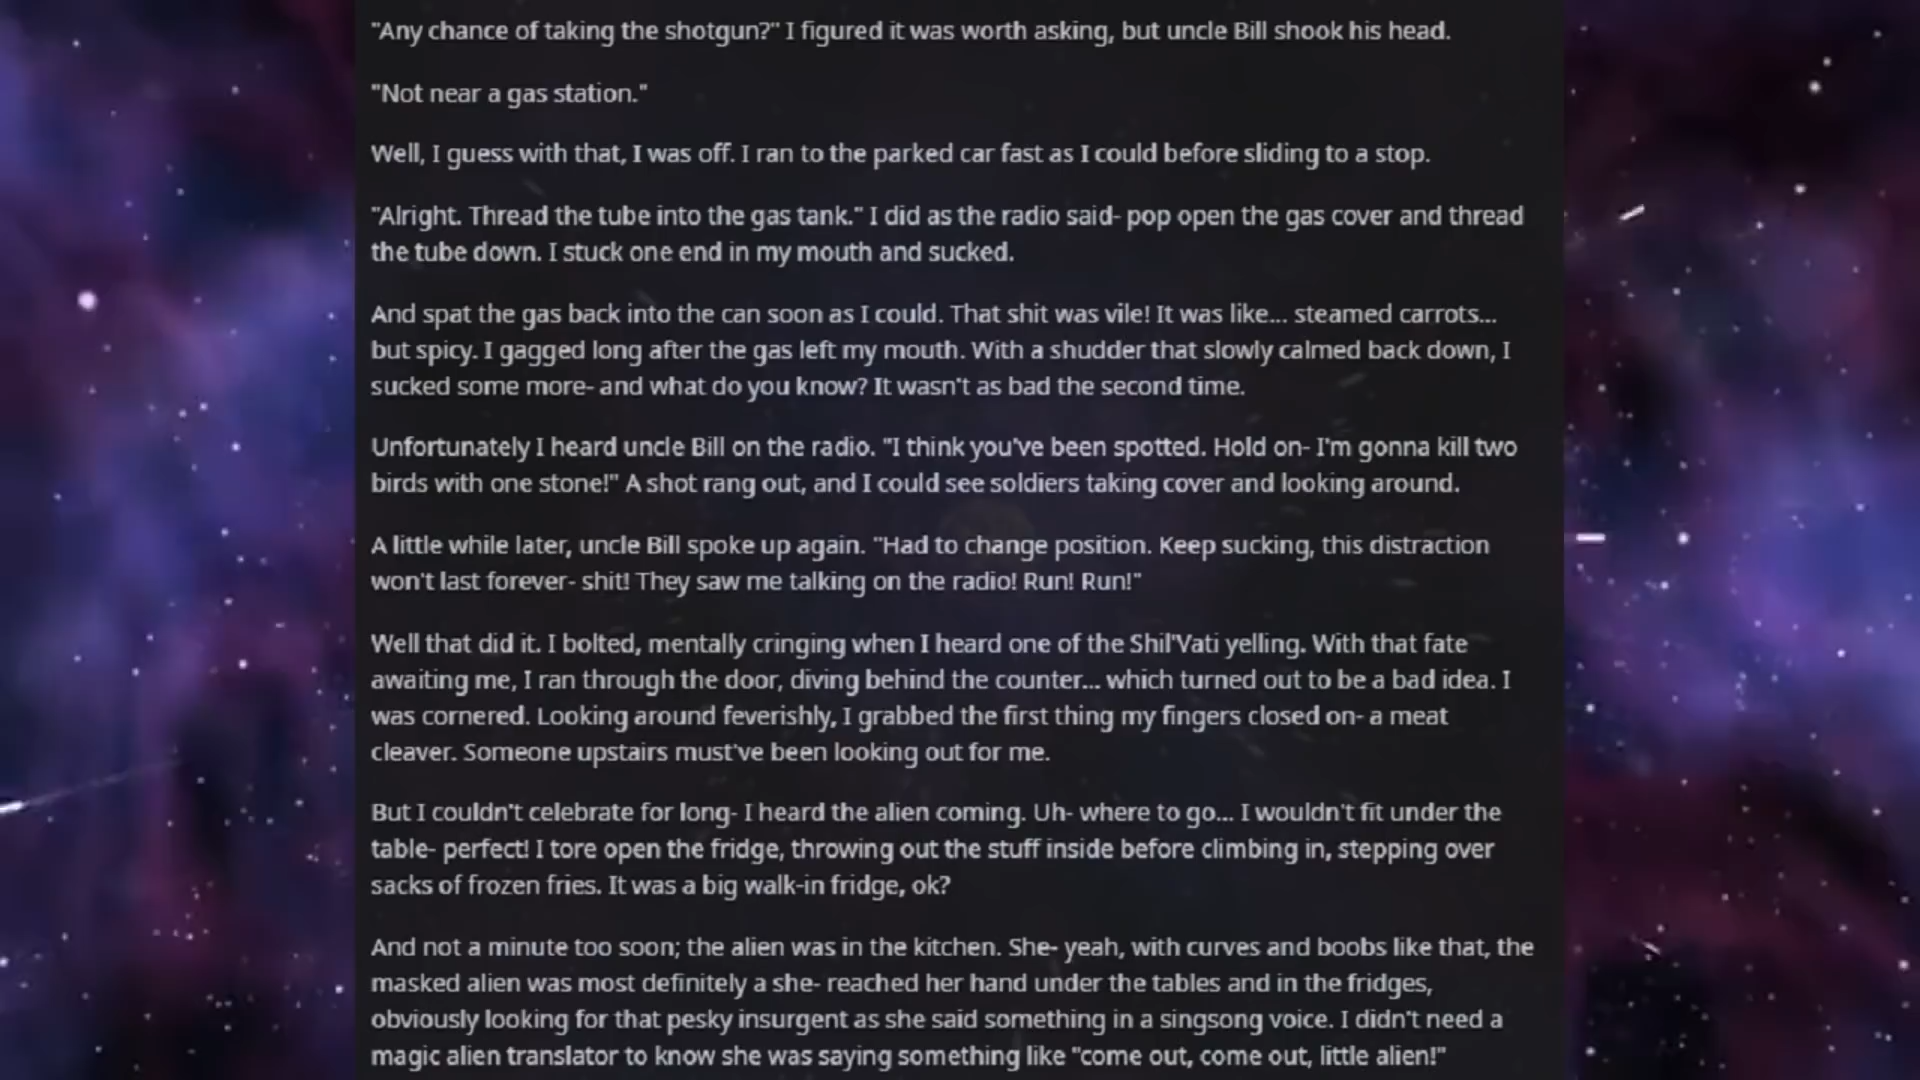 "Any chance of taking the shotgun?" I figured it was worth asking, but uncle Bill shook his head.
"Not near a gas station."
Well, I guess with that, I was off. I ran to the parked car fast as I could before sliding to a stop.
"Alright. Thread the tube into the gas tank." I did as the radio said- pop open the gas cover and thread
the tube down. I stuck one end in my mouth and sucked.
And spat the gas back into the can soon as I could. That shit was vile! It was like... steamed carrots...
but spicy. I gagged long after the gas left my mouth. With a shudder that slowly calmed back down, I
sucked some more- and what do you know? It wasn't as bad the second time.
Unfortunately I heard uncle Bill on the radio. "I think you've been spotted. Hold on- I'm gonna kill two
birds with one stone!" A shot rang out, and I could see soldiers taking cover and looking around.
A little while later, uncle Bill spoke up again. "Had to change position. Keep sucking, this distraction
won't last forever- shit! They saw me talking on the radio! Run! Run!"
Well that did it. I bolted, mentally cringing when I heard one of the Shil'Vati yelling. With that fate
awaiting me, I ran through the door, diving behind the counter... which turned out to be a bad idea. I
was cornered. Looking around feverishly, I grabbed the first thing my fingers closed on- a meat
cleaver. Someone upstairs must've been looking out for me.
But I couldn't celebrate for long- I heard the alien coming. Uh- where to go... I wouldn't fit under the
table- perfect! I tore open the fridge, throwing out the stuff inside before climbing in, stepping over
sacks of frozen fries. It was a big walk-in fridge, ok?
And not a minute too soon; the alien was in the kitchen. She- yeah, with curves and boobs like that, the
masked alien was most definitely a she- reached her hand under the tables and in the fridges,
obviously looking for that pesky insurgent as she said something in a singsong voice. I didn't need a
magic alien translator to know she was saying something like "come out, come out, little alien!"